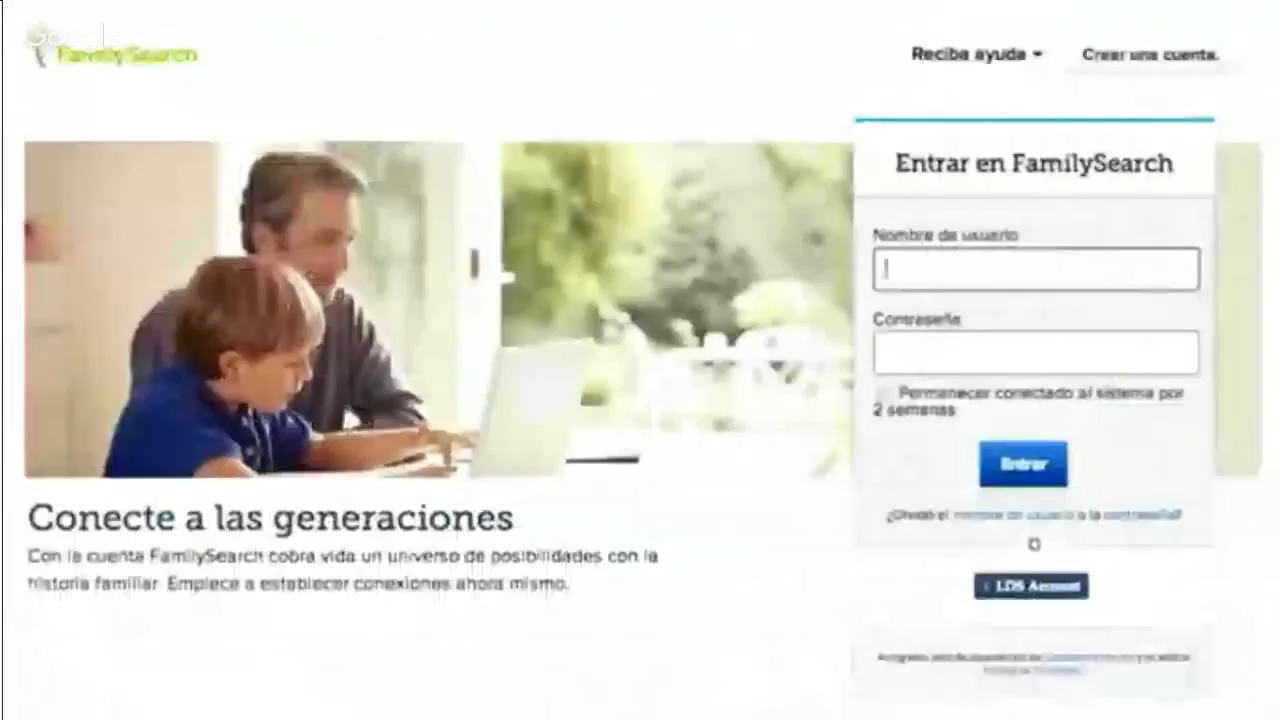 Google
FamilySearch
Reciba ayuda
Crear una cuenta.
Entrar en FamilySearch
Nombre de usuario
Contraseña
Permanecer conectado al sistema por
2 semanas
Entrar
¿Olvidó el nombre de usuario o la contraseña?
O
LDS Account
Conecte a las generaciones
Con la cuenta FamilySearch cobra vida un universo de posibilidades con la
historia familiar. Empiece a establecer conexiones ahora mismo.